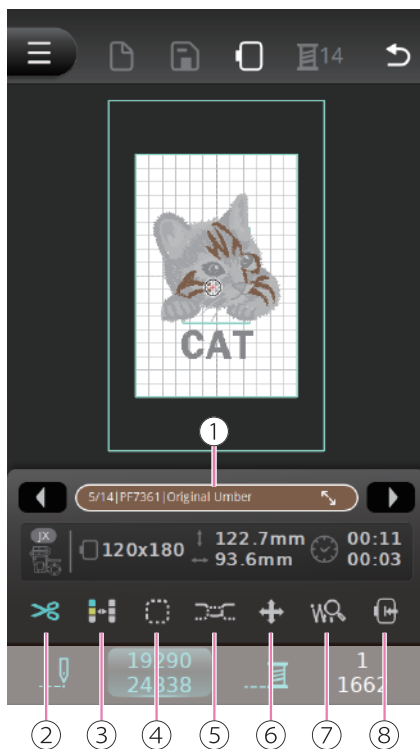 14
CAT
①
5/14|PF7361|Original Umber
JX
120x180
122.7mm
93.6mm
00:11
00:03
19290
24838
1
1662
② ③ ④ ⑤ ⑥ ⑦ ⑧